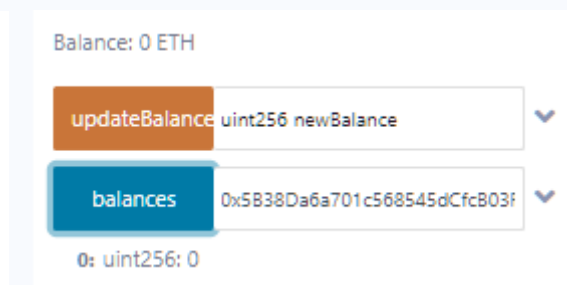 Balance: 0 ETH
updateBalance uint256 newBalance
balances 0x5B38Da6a701c568545dCfcB03F
0: uint256: 0